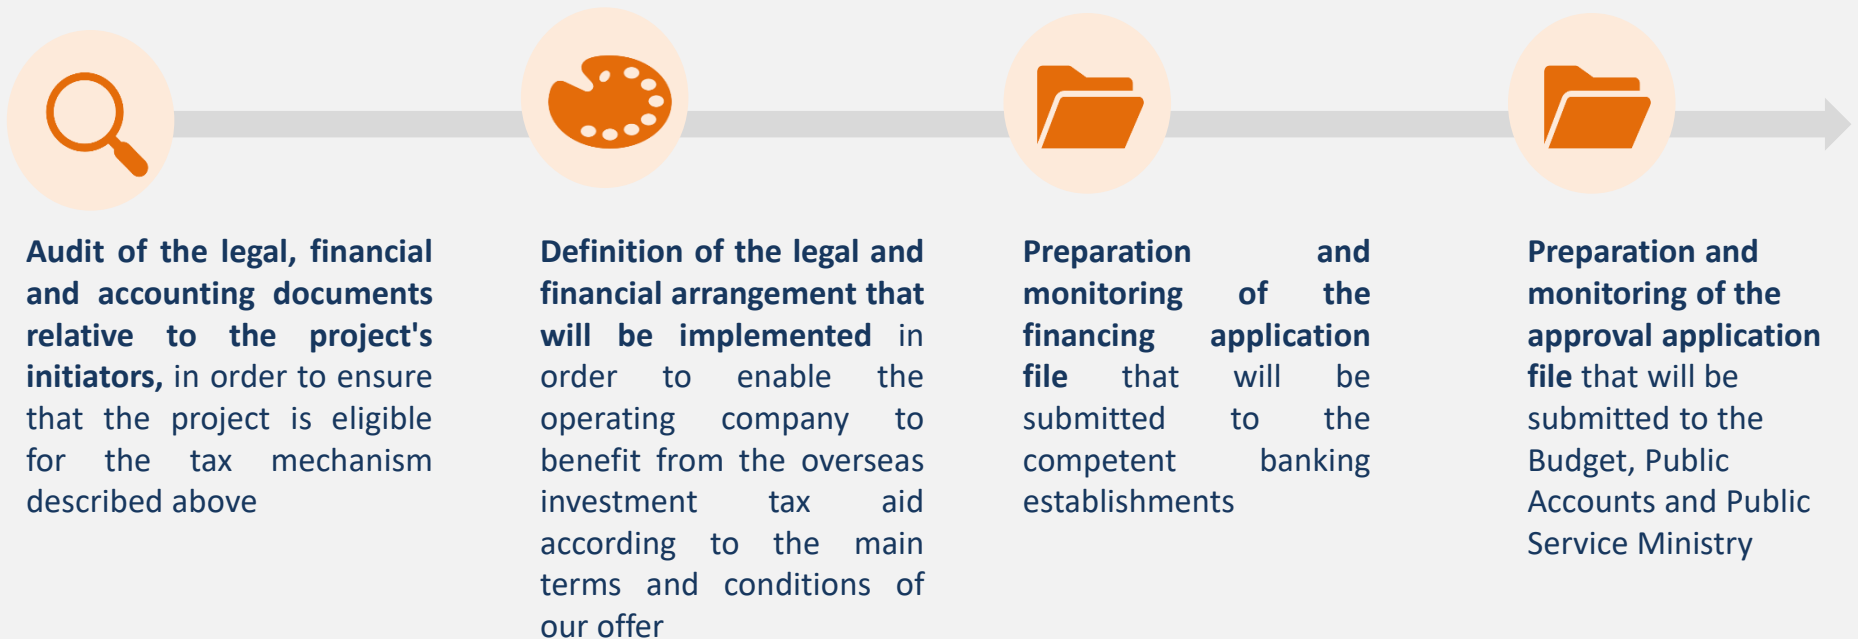 Audit of the legal, financial
and accounting documents
relative to the project's
initiators, in order to ensure
that the project is eligible
for the tax mechanism
described above
Definition of the legal and
financial arrangement that
will be implemented in
order to enable the
operating company to
benefit from the overseas
investment tax aid
according to the main
terms and conditions of
our offer
Preparation and
monitoring of the
financing application
file that will be
submitted to the
competent banking
establishments
Preparation and
monitoring of the
approval application
file that will be
submitted to the
Budget, Public
Accounts and Public
Service Ministry